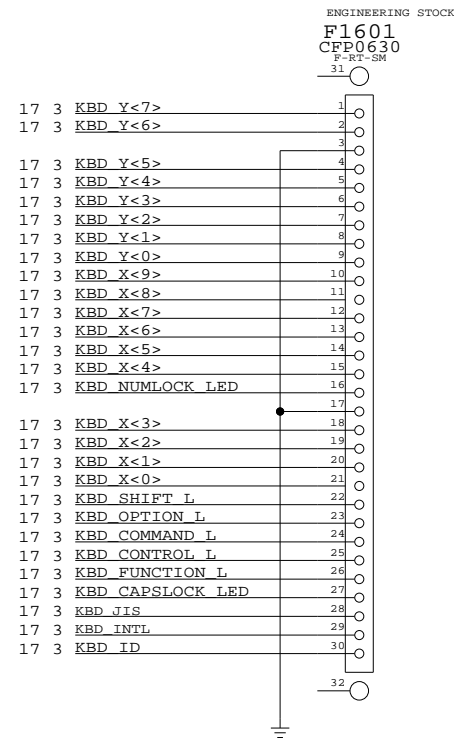 ENGINEERING STOCK
F1601
CFP0630
F-RT-SM
31
17 3 KBD_Y<7> 1
17 3 KBD_Y<6> 2
3
17 3 KBD_Y<5> 4
17 3 KBD_Y<4> 5
17 3 KBD_Y<3> 6
17 3 KBD_Y<2> 7
17 3 KBD_Y<1> 8
17 3 KBD_Y<0> 9
17 3 KBD_X<9> 10
17 3 KBD_X<8> 11
17 3 KBD_X<7> 12
17 3 KBD_X<6> 13
17 3 KBD_X<5> 14
17 3 KBD_X<4> 15
17 3 KBD_NUMLOCK_LED 16
17
17 3 KBD_X<3> 18
17 3 KBD_X<2> 19
17 3 KBD_X<1> 20
17 3 KBD_X<0> 21
17 3 KBD_SHIFT_L 22
17 3 KBD_OPTION_L 23
17 3 KBD_COMMAND_L 24
17 3 KBD_CONTROL_L 25
17 3 KBD_FUNCTION_L 26
17 3 KBD_CAPSLOCK_LED 27
17 3 KBD_JIS 28
17 3 KBD_INTL 29
17 3 KBD_ID 30
32